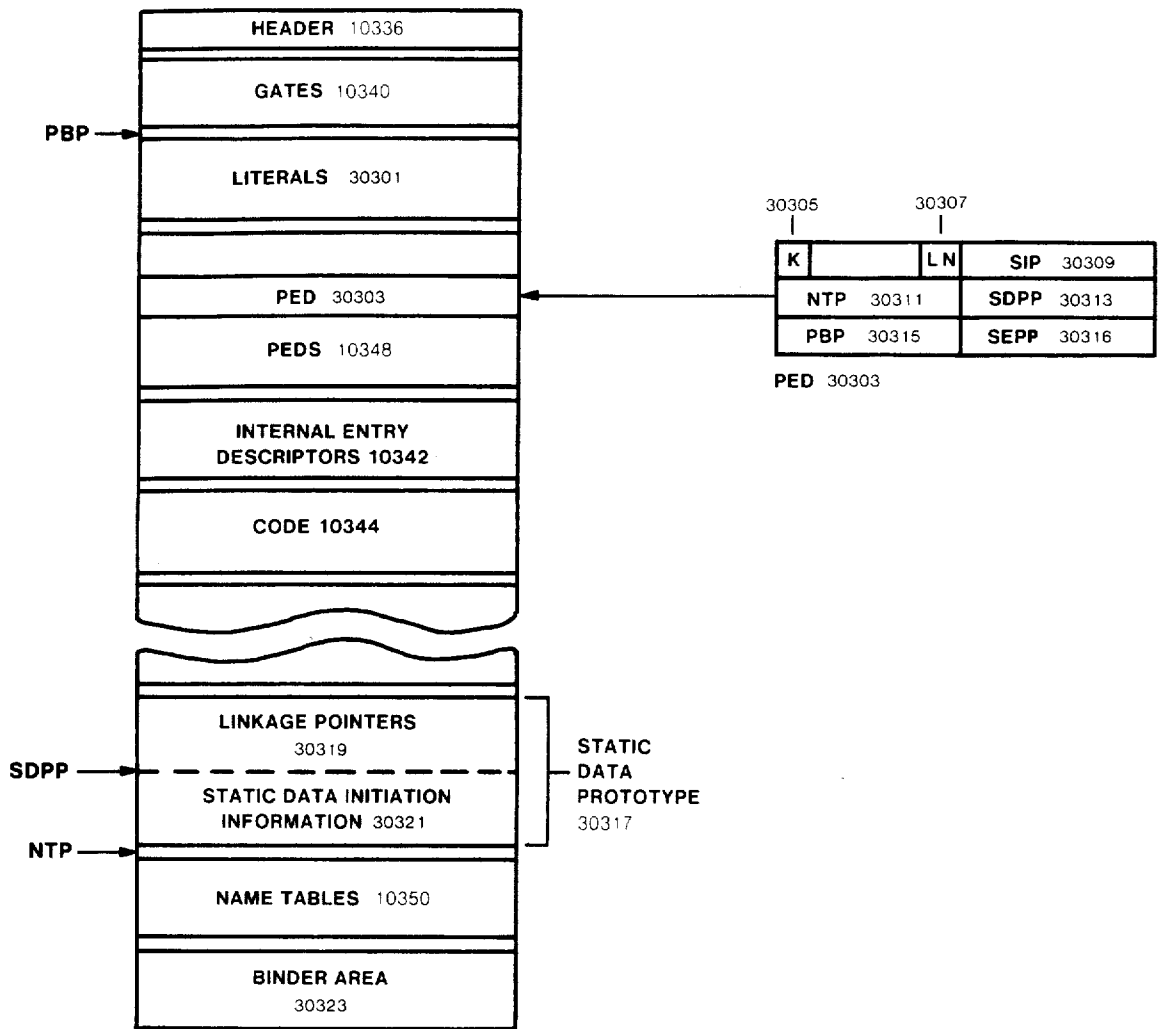 HEADER 10336
GATES 10340
PBP
LITERALS 30301
30305
30307
K
LN
SIP 30309
PED 30303
NTP 30311
SDPP 30313
PEDS 10348
PBP 30315
SEPP 30316
PED 30303
INTERNAL ENTRY
DESCRIPTORS 10342
CODE 10344
LINKAGE POINTERS
30319
SDPP
STATIC DATA INITIATION
INFORMATION 30321
STATIC
DATA
PROTOTYPE
30317
NTP
NAME TABLES 10350
BINDER AREA
30323